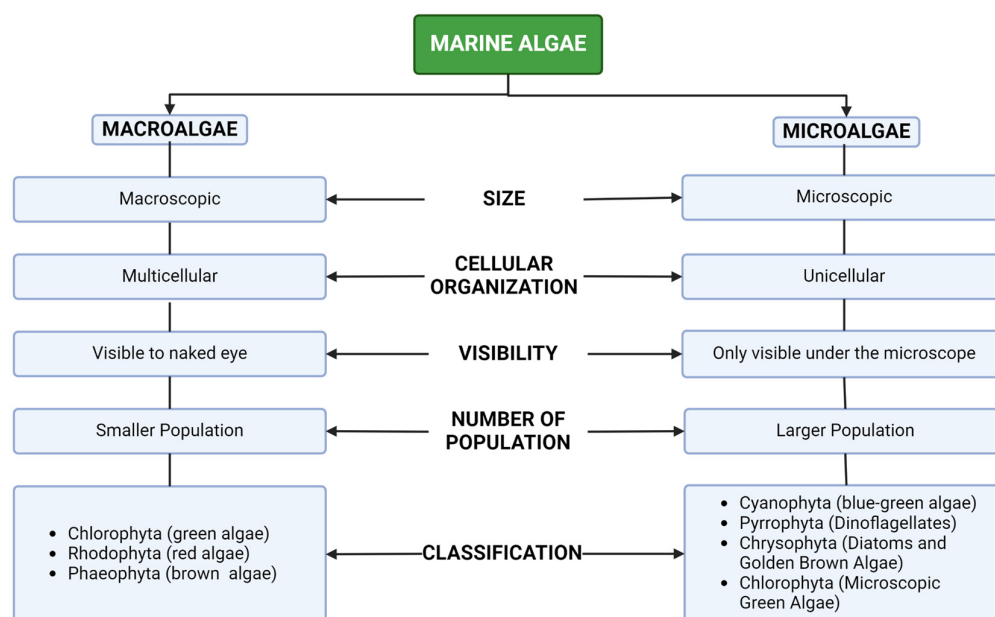 MARINE ALGAE
MACROALGAE
MICROALGAE
Macroscopic
SIZE
Microscopic
Multicellular
CELLULAR
ORGANIZATION
Unicellular
Visible to naked eye
VISIBILITY
Only visible under the microscope
Smaller Population
NUMBER OF
POPULATION
Larger Population
• Chlorophyta (green algae)
• Rhodophyta (red algae)
• Phaeophyta (brown algae)
CLASSIFICATION
• Cyanophyta (blue-green algae)
• Pyrrophyta (Dinoflagellates)
• Chrysophyta (Diatoms and
Golden Brown Algae)
• Chlorophyta (Microscopic
Green Algae)